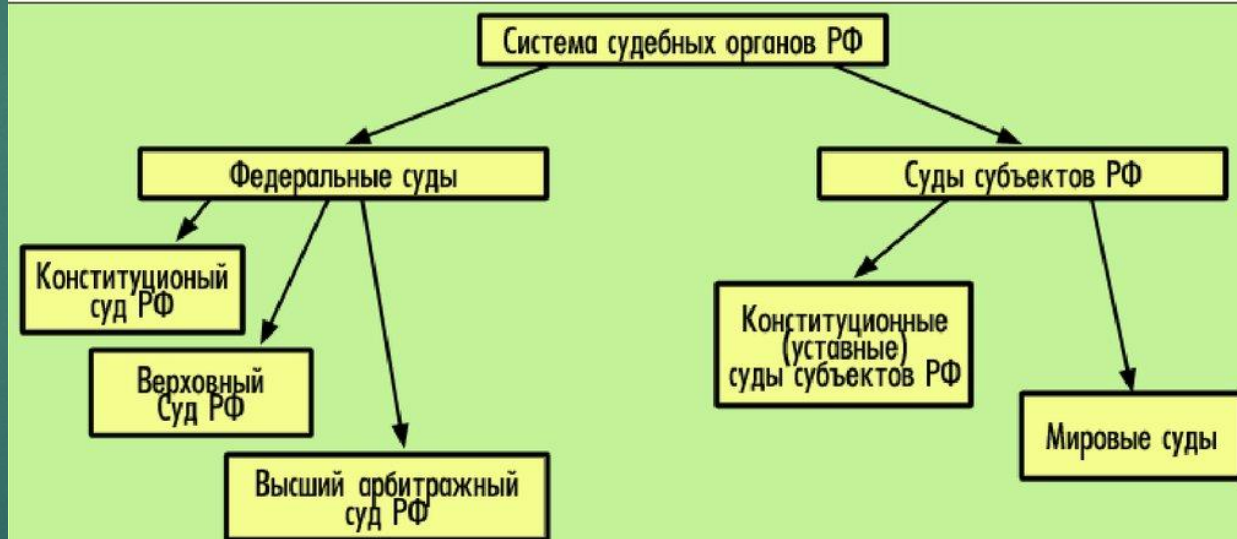 Система судебных органов РФ
Федеральные суды
Суды субъектов РФ
Конституционый
суд РФ
Верховный
Суд РФ
Высший арбитражный
суд РФ
Конституционные
(уставные)
суды субъектов РФ
Мировые суды